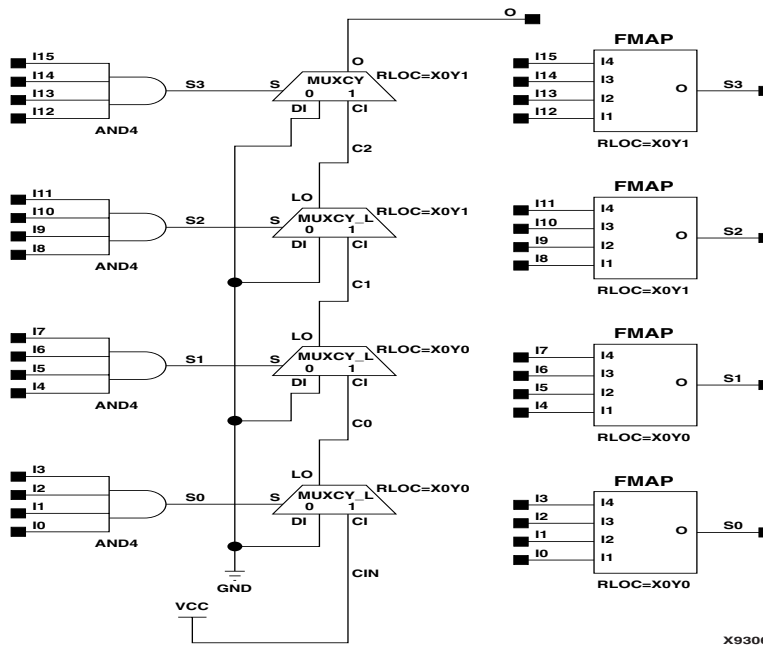 O
I15
I14
I13
I12
AND4
S3
S
O
MUXCY
0 1
DI
CI
RLOC=X0Y1
C2
I11
I10
I9
I8
AND4
S2
S
LO
MUXCY_L
0 1
DI
CI
RLOC=X0Y1
C1
I7
I6
I5
I4
AND4
S1
S
LO
MUXCY_L
0 1
DI
CI
RLOC=X0Y0
C0
I3
I2
I1
I0
AND4
S0
S
LO
MUXCY_L
0 1
DI
CI
RLOC=X0Y0
CIN
GND
VCC
FMAP
I15
I14
I13
I12
I4
I3
I2
I1
O
S3
RLOC=X0Y1
FMAP
I11
I10
I9
I8
I4
I3
I2
I1
O
S2
RLOC=X0Y1
FMAP
I7
I6
I5
I4
I4
I3
I2
I1
O
S1
RLOC=X0Y0
FMAP
I3
I2
I1
I0
I4
I3
I2
I1
O
S0
RLOC=X0Y0